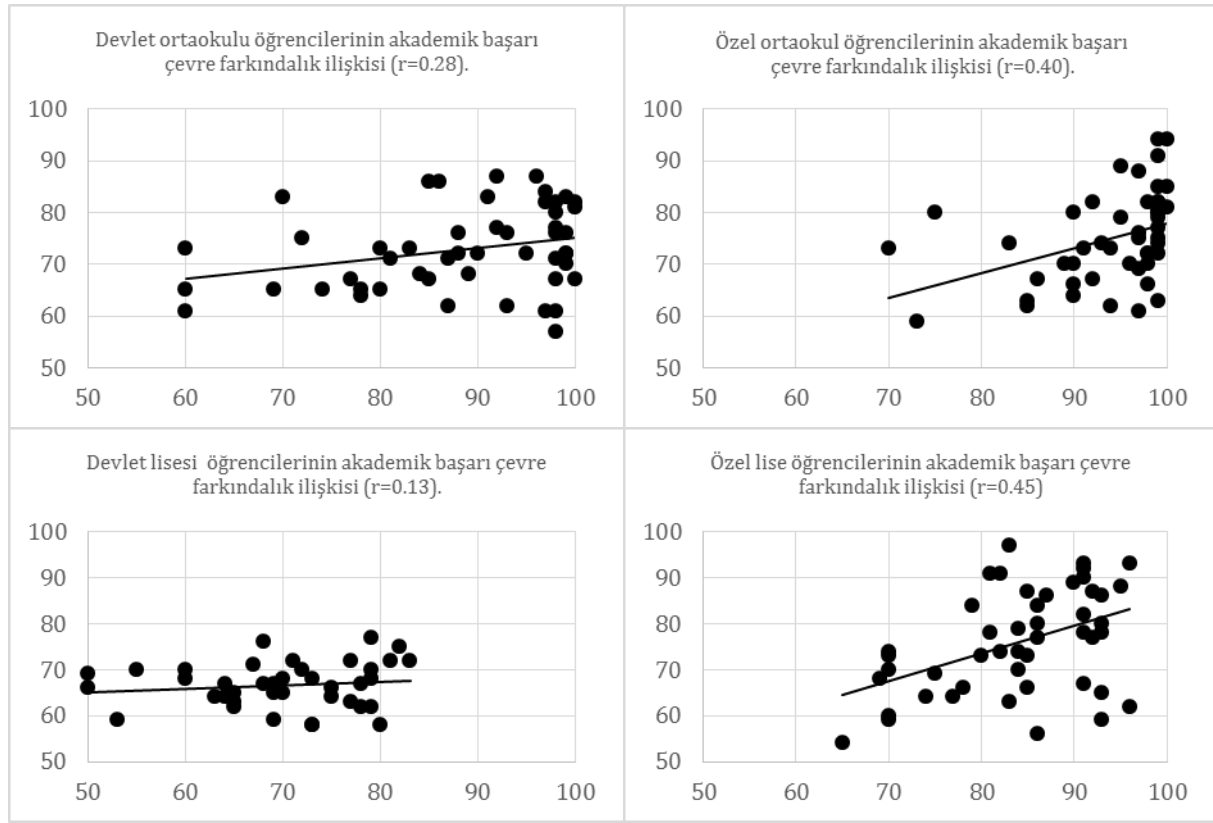 Devlet ortaokulu öğrencilerinin akademik başarı
çevre farkındalık ilişkisi (r=0.28).
100
90
80
70
60
50
50 60 70 80 90 100
Özel ortaokul öğrencilerinin akademik başarı
çevre farkındalık ilişkisi (r=0.40).
100
90
80
70
60
50
50 60 70 80 90 100
Devlet lisesi  öğrencilerinin akademik başarı çevre
farkındalık ilişkisi (r=0.13).
100
90
80
70
60
50
50 60 70 80 90 100
Özel lise öğrencilerinin akademik başarı çevre
farkındalık ilişkisi (r=0.45)
100
90
80
70
60
50
50 60 70 80 90 100